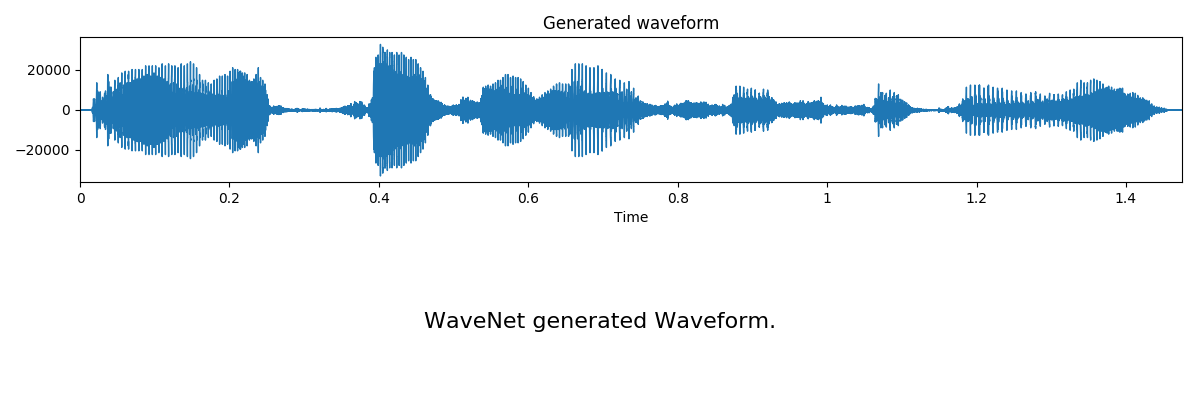 Generated waveform
20000
0
−20000
0 0.2 0.4 0.6 0.8 1 1.2 1.4
Time
WaveNet generated Waveform.